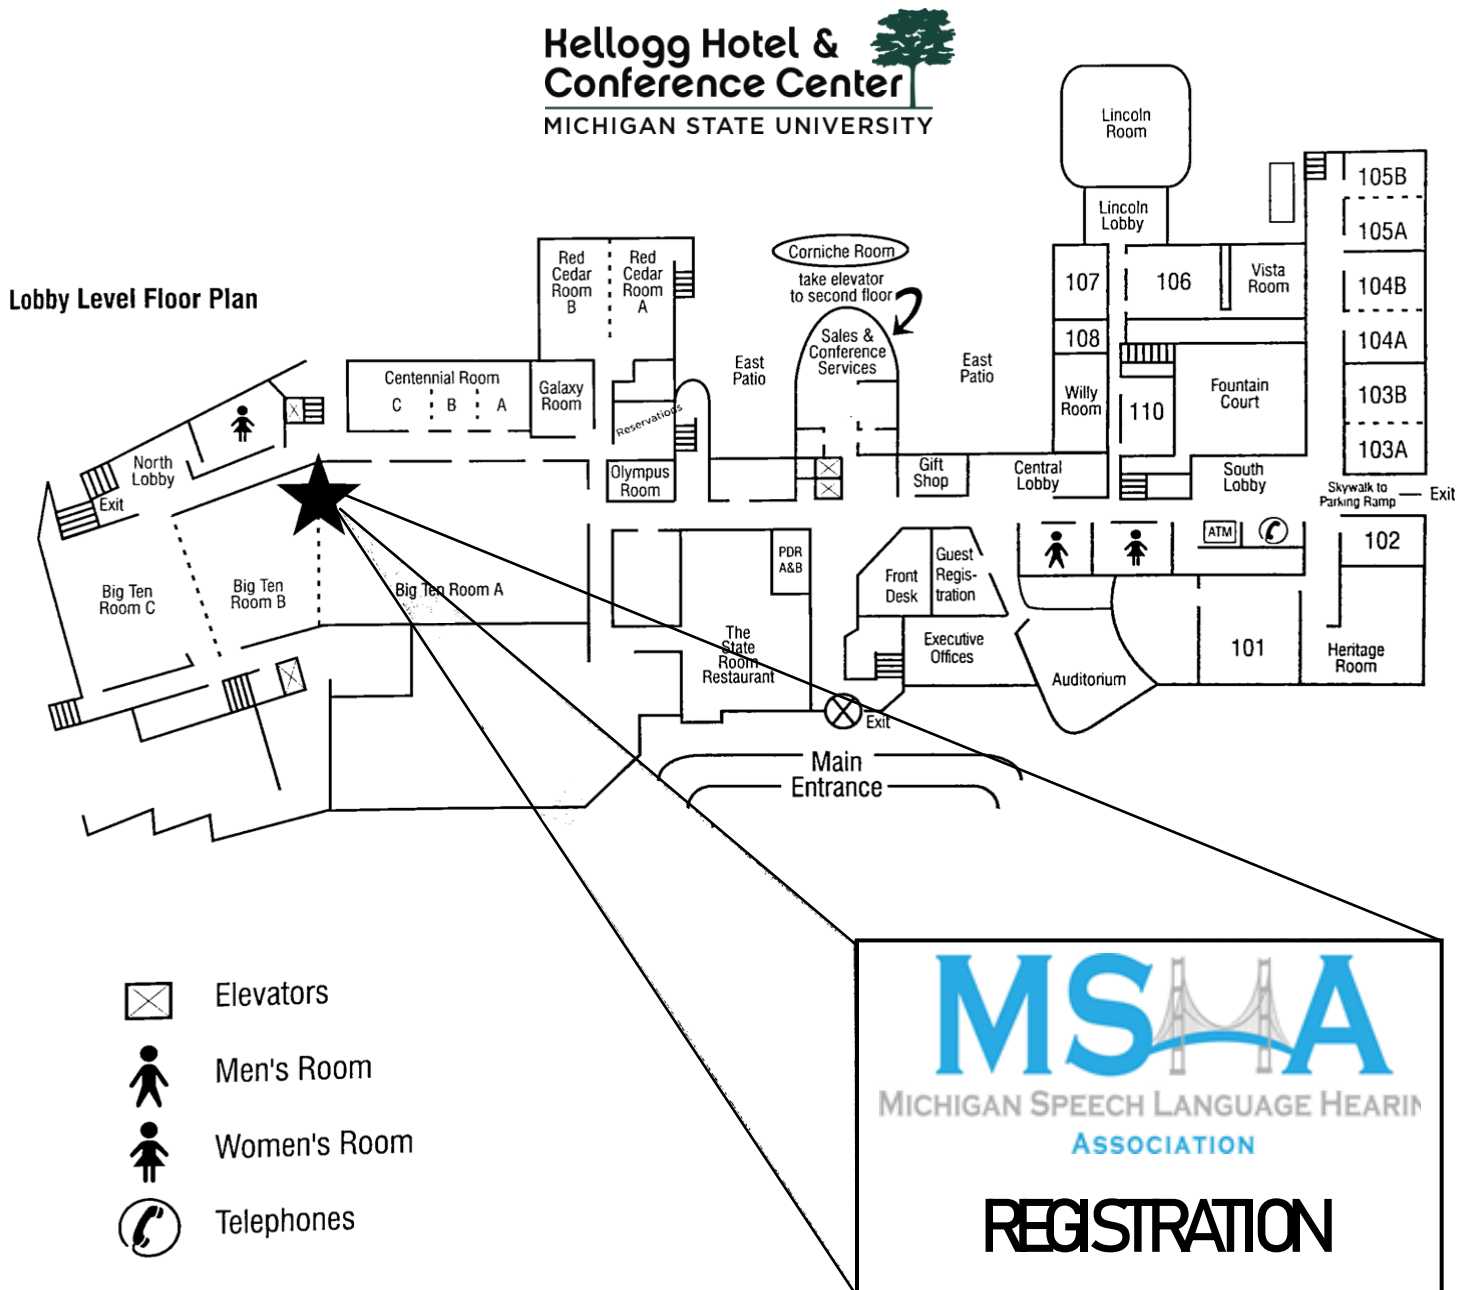 Kellogg Hotel &
Conference Center
MICHIGAN STATE UNIVERSITY
Lobby Level Floor Plan
Lincoln
Room
Lincoln
Lobby
105B
105A
104B
104A
103B
103A
107
106
Vista
Room
108
Willy
Room
110
Fountain
Court
Corniche Room
take elevator
to second floor
Sales &
Conference
Services
East
Patio
East
Patio
Red
Cedar
Room
B
Red
Cedar
Room
A
Centennial Room
C
B
A
Galaxy
Room
Reservations
Olympus
Room
North
Lobby
Exit
Gift
Shop
Central
Lobby
South
Lobby
Skywalk to
Parking Ramp
Exit
ATM
102
Big Ten
Room C
Big Ten
Room B
Big Ten Room A
PDR
A&B
The
State
Room
Restaurant
Front
Desk
Guest
Regis-
tration
Executive
Offices
Auditorium
101
Heritage
Room
Exit
Main
Entrance
Elevators
Men's Room
Women's Room
Telephones
MSHA
MICHIGAN SPEECH LANGUAGE HEARIN
ASSOCIATION
REGISTRATION